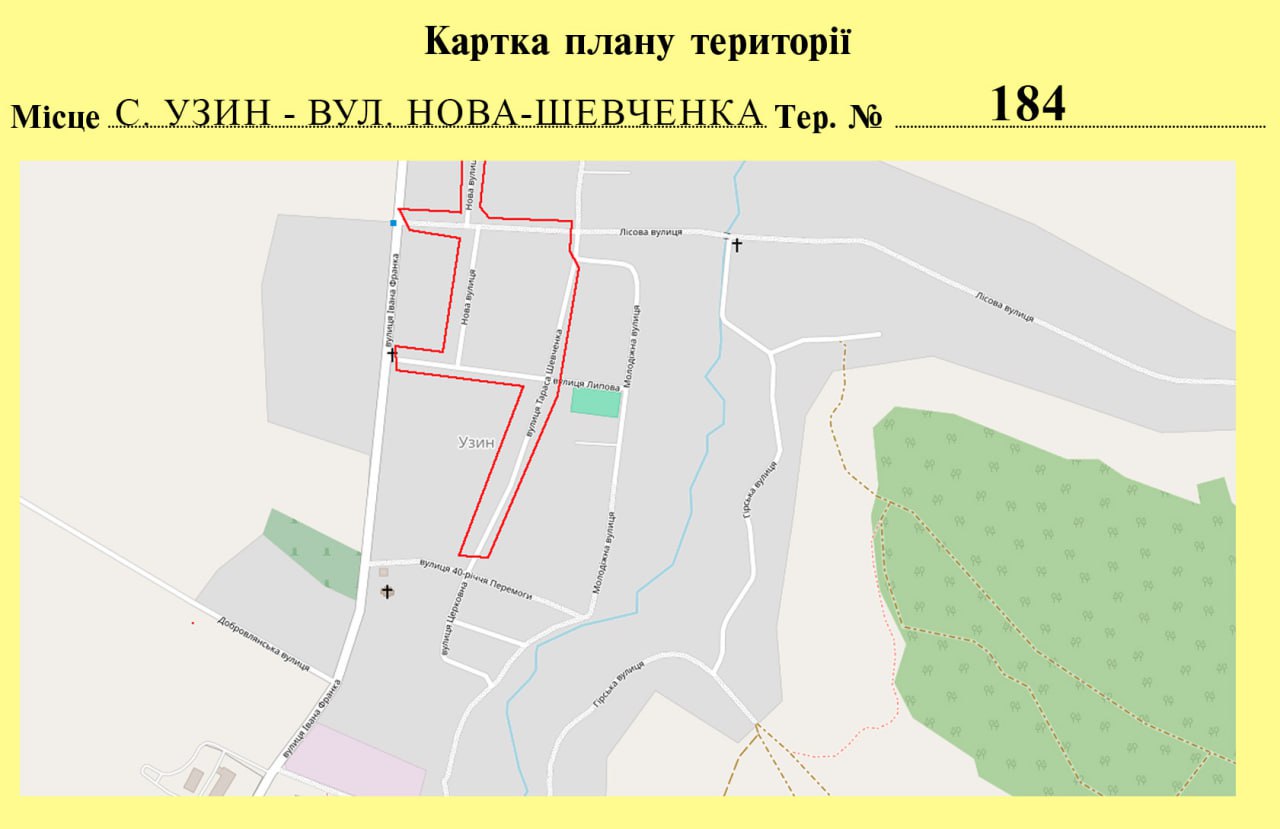 Картка плану території
Місце С. УЗИН - ВУЛ. НОВА-ШЕВЧЕНКА Тер. № 184
Нова вулиц
Лісова вулиця
вулиця Івана Франка
Нова вулиця
Лісова вулиця
Молодіжна вулиця
вулиця Тараса Шевченка
вулиця Липова
Узин
Гірська вулиця
Молодіжна вулиця
вулиця 40-річчя Перемоги
вулиця Церковна
Добровлянська вулиця
Гірська вулиця
вулиця Івана Франка